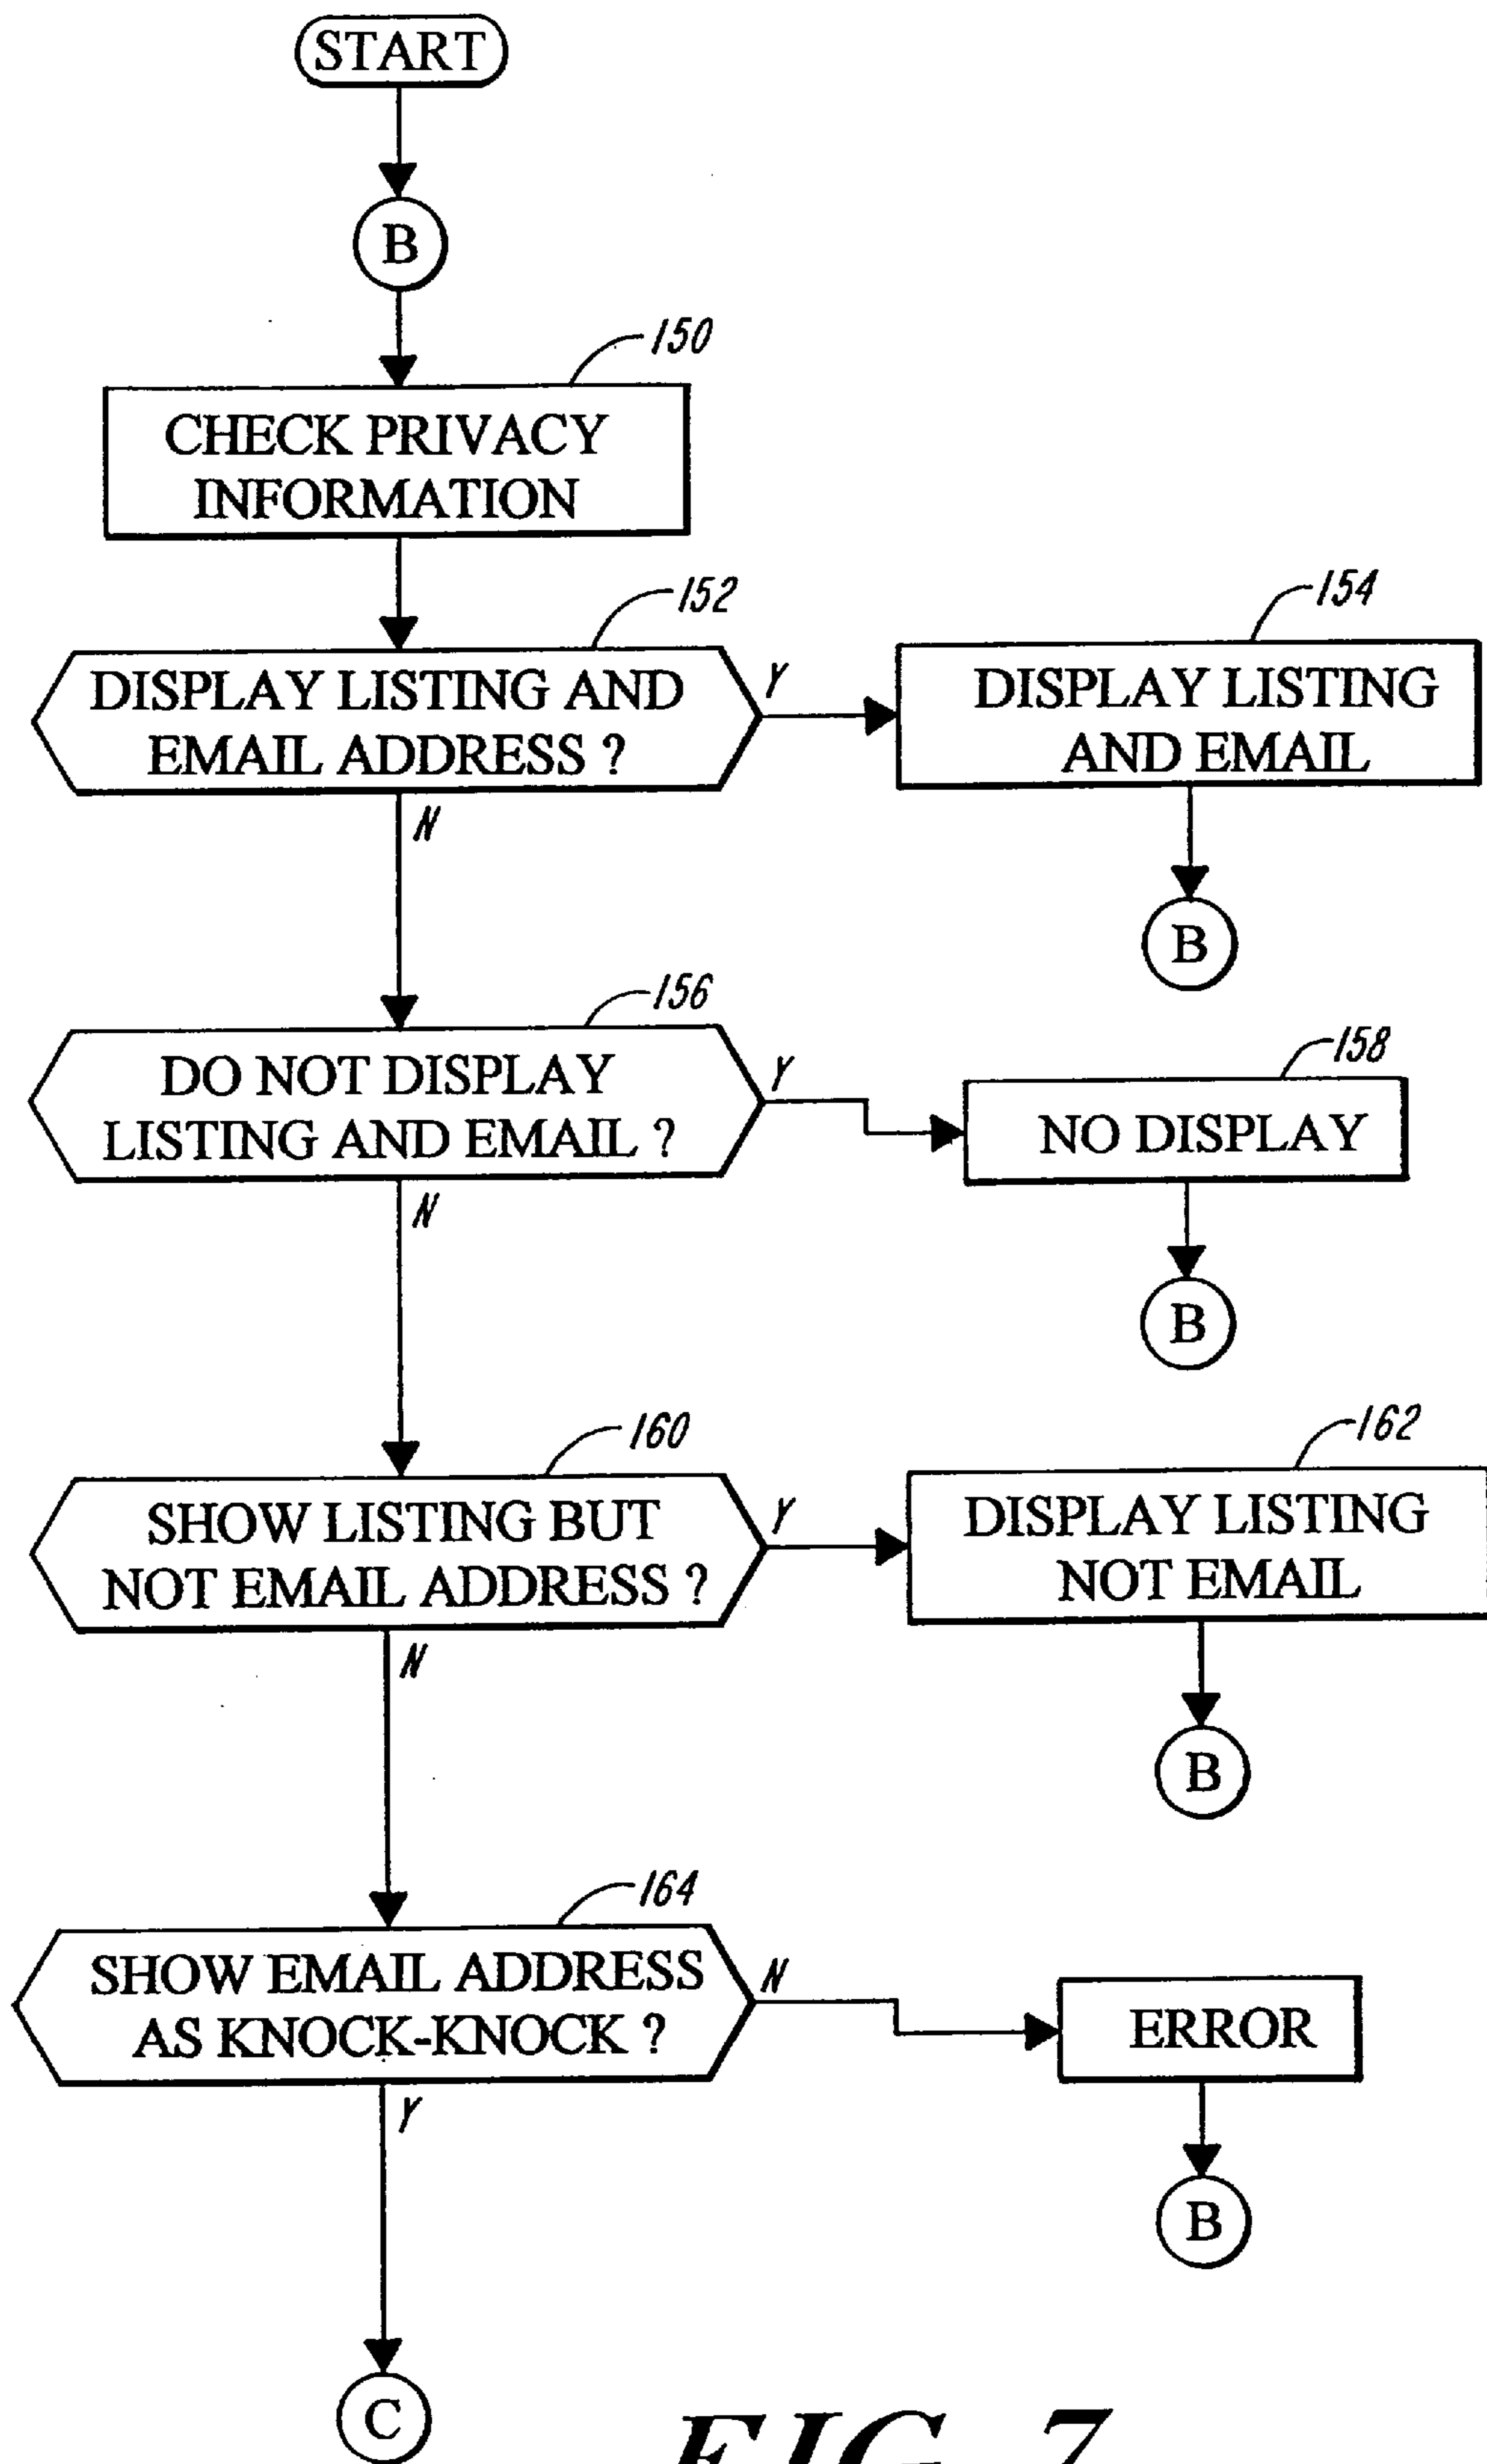 START
B
150
CHECK PRIVACY
INFORMATION
152
DISPLAY LISTING AND
EMAIL ADDRESS ?
Y
N
154
DISPLAY LISTING
AND EMAIL
B
156
DO NOT DISPLAY
LISTING AND EMAIL ?
Y
N
158
NO DISPLAY
B
160
SHOW LISTING BUT
NOT EMAIL ADDRESS ?
Y
N
162
DISPLAY LISTING
NOT EMAIL
B
164
SHOW EMAIL ADDRESS
AS KNOCK-KNOCK ?
N
Y
ERROR
B
C
FIG. 7